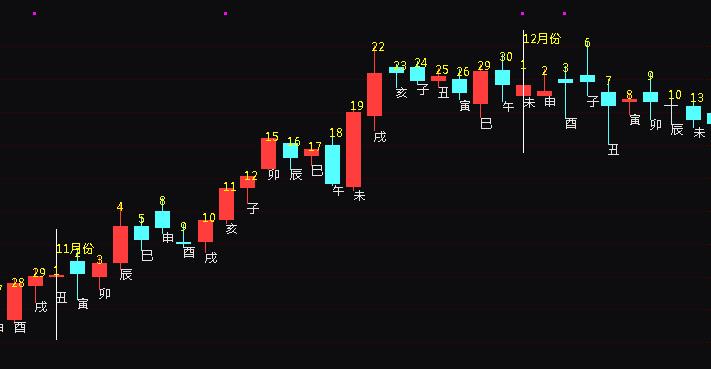 12月份
22
23 24 25 26 29 30 1 2 3 6 7 8 9 10 13
亥 子 丑 寅 巳 午 未 申 酉 子 丑 寅 卯 辰 未
19
戌
15 16 17 18
卯 辰 巳 午 未
11 12
子
4 5 8 9 10
亥
申
巳 酉 戌
11月份
28 29 1 2 3
辰
卯
戌 丑 寅
酉